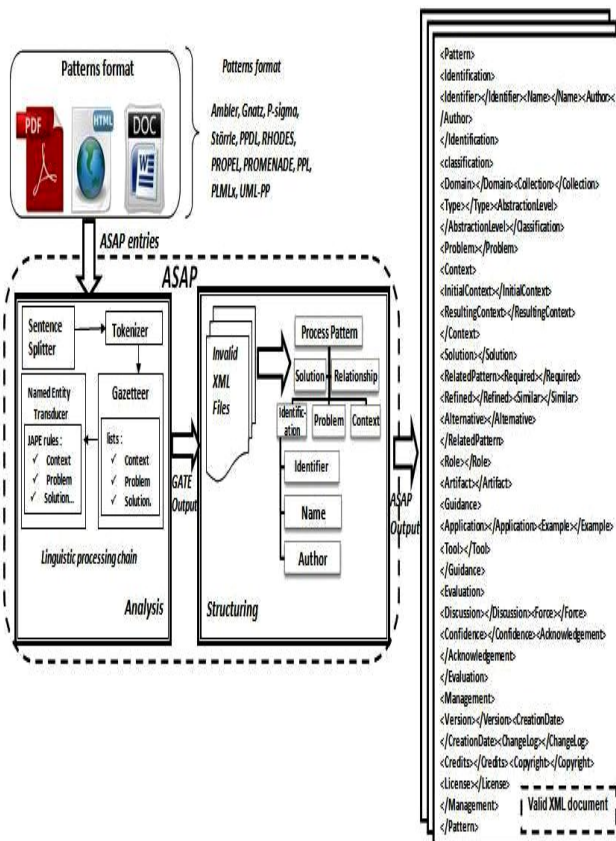 Patterns format
PDF
HTML
DOC
W
Patterns format
Ambler, Gnatz, P-sigma,
Störrle, PPDL, RHODES,
PROPEL, PROMENADE, PPL,
PLMLx, UML-PP
ASAP entries
ASAP
Sentence
Splitter
Tokenizer
Named Entity
Transducer
JAPE rules :
✓ Context
✓ Problem
✓ Solution...
Gazetteer
lists :
✓ Context
✓ Problem
✓ Solution.
Linguistic processing chain
Analysis
GATE
Output
Invalid
XML
Files
Process Pattern
Solution
Relationship
Identific-
ation
Problem
Context
Identifier
Name
Author
Structuring
ASAP
Output
<Pattern>
<Identification>
<Identifier></Identifier><Name></Name><Author><
/Author>
</Identification>
<classification>
<Domain></Domain><Collection></Collection>
<Type></Type><AbstractionLevel>
</AbstractionLevel></Classification>
<Problem></Problem>
<Context>
<InitialContext></InitialContext>
<ResultingContext></ResultingContext>
</Context>
<Solution></Solution>
<RelatedPattern><Required></Required>
<Refined></Refined><Similar></Similar>
<Alternative></Alternative>
</RelatedPattern>
<Role></Role>
<Artifact></Artifact>
<Guidance>
<Application></Application><Example></Example>
<Tool></Tool>
</Guidance>
<Evaluation>
<Discussion></Discussion><Force></Force>
<Confidence></Confidence><Acknowledgement>
</Acknowledgement>
</Evaluation>
<Management>
<Version></Version><CreationDate>
</CreationDate><ChangeLog></ChangeLog>
<Credits></Credits><Copyright></Copyright>
<License></License>
</Management>
</Pattern>
Valid XML document